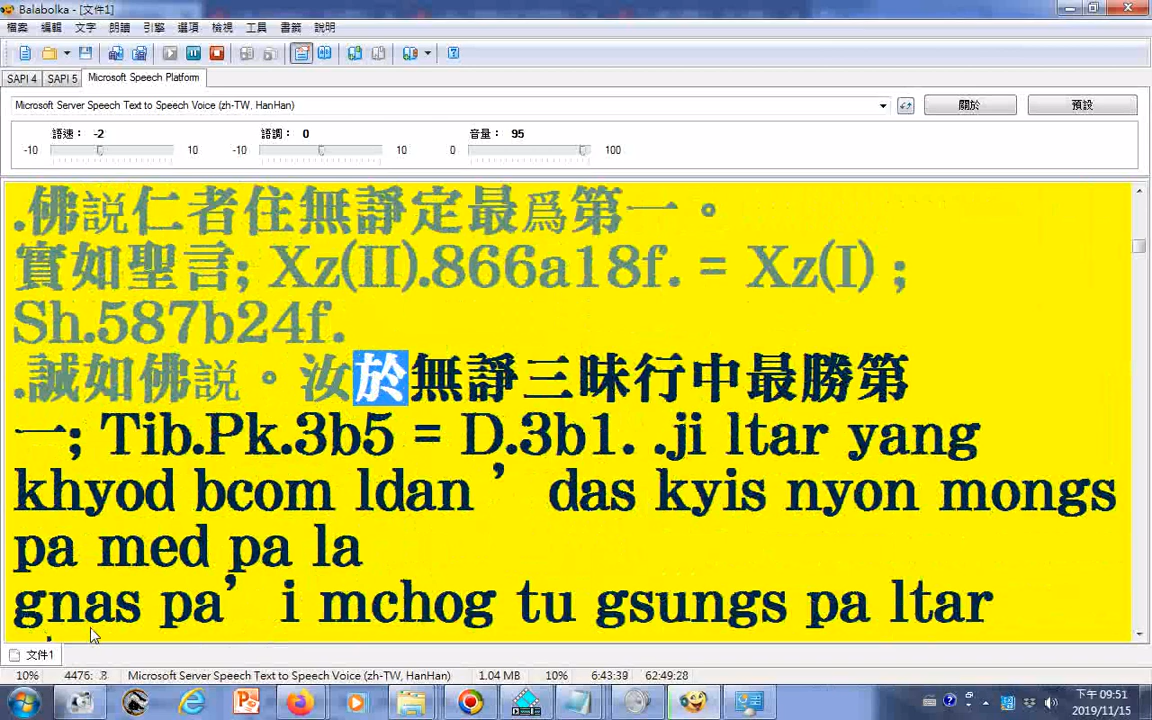 Balabolka - [文件1]
檔案 編輯 文字 朗讀 引擎 選項 檢視 工具 書籤 說明
SAPI 4 SAPI 5 Microsoft Speech Platform
Microsoft Server Speech Text to Speech Voice (zh-TW, HanHan) 關於 預設
語速： -2 語調： 0 音量： 95
-10 10 -10 10 0 100
.佛説仁者住無諍定最爲第一。
實如聖言; Xz(II).866a18f. = Xz(I) ;
Sh.587b24f.
.誠如佛説。汝於無諍三昧行中最勝第
一; Tib.Pk.3b5 = D.3b1. .ji ltar yang
khyod bcom ldan ’ das kyis nyon mongs
pa med pa la
gnas pa’ i mchog tu gsungs pa ltar
文件1
10% 4476: 8 Microsoft Server Speech Text to Speech Voice (zh-TW, HanHan) 1.04 MB 10% 6:43:39 62:49:28
下午 09:51
2019/11/15